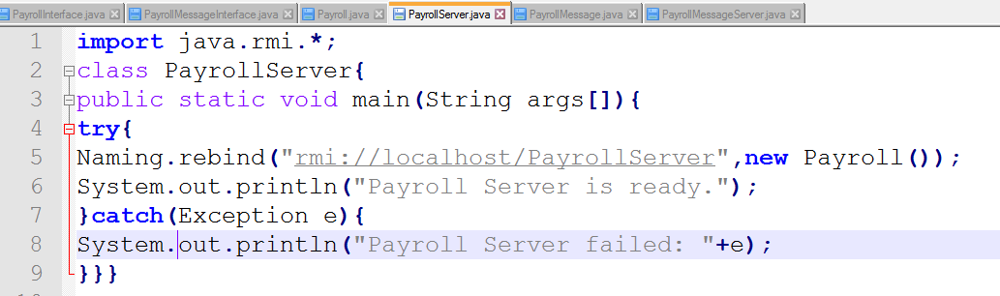 PayrollInterface.java PayrollMessageInterface.java Payroll.java PayrollServer.java PayrollMessage.java PayrollMessageServer.java
1 import java.rmi.*;
2 class PayrollServer{
3 public static void main(String args[]){
4 try{
5 Naming.rebind("rmi://localhost/PayrollServer",new Payroll());
6 System.out.println("Payroll Server is ready.");
7 }catch(Exception e){
8 System.out.println("Payroll Server failed: "+e);
9 }}}